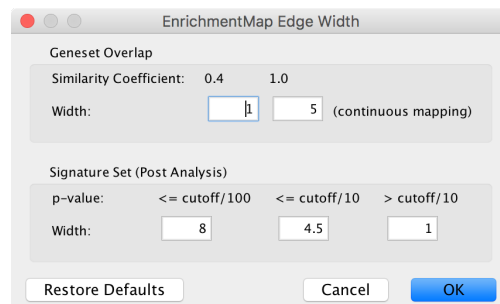 EnrichmentMap Edge Width
Geneset Overlap
Similarity Coefficient: 0.4 1.0
Width: 1 5 (continuous mapping)
Signature Set (Post Analysis)
p-value: <= cutoff/100 <= cutoff/10 > cutoff/10
Width: 8 4.5 1
Restore Defaults Cancel OK